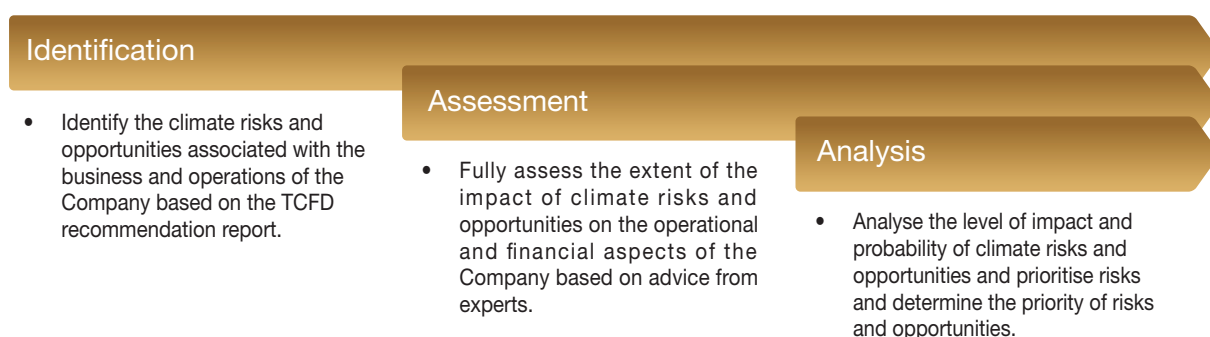 Identification
• Identify the climate risks and
opportunities associated with the
business and operations of the
Company based on the TCFD
recommendation report.
Assessment
• Fully assess the extent of the
impact of climate risks and
opportunities on the operational
and financial aspects of the
Company based on advice from
experts.
Analysis
• Analyse the level of impact and
probability of climate risks and
opportunities and prioritise risks
and determine the priority of risks
and opportunities.